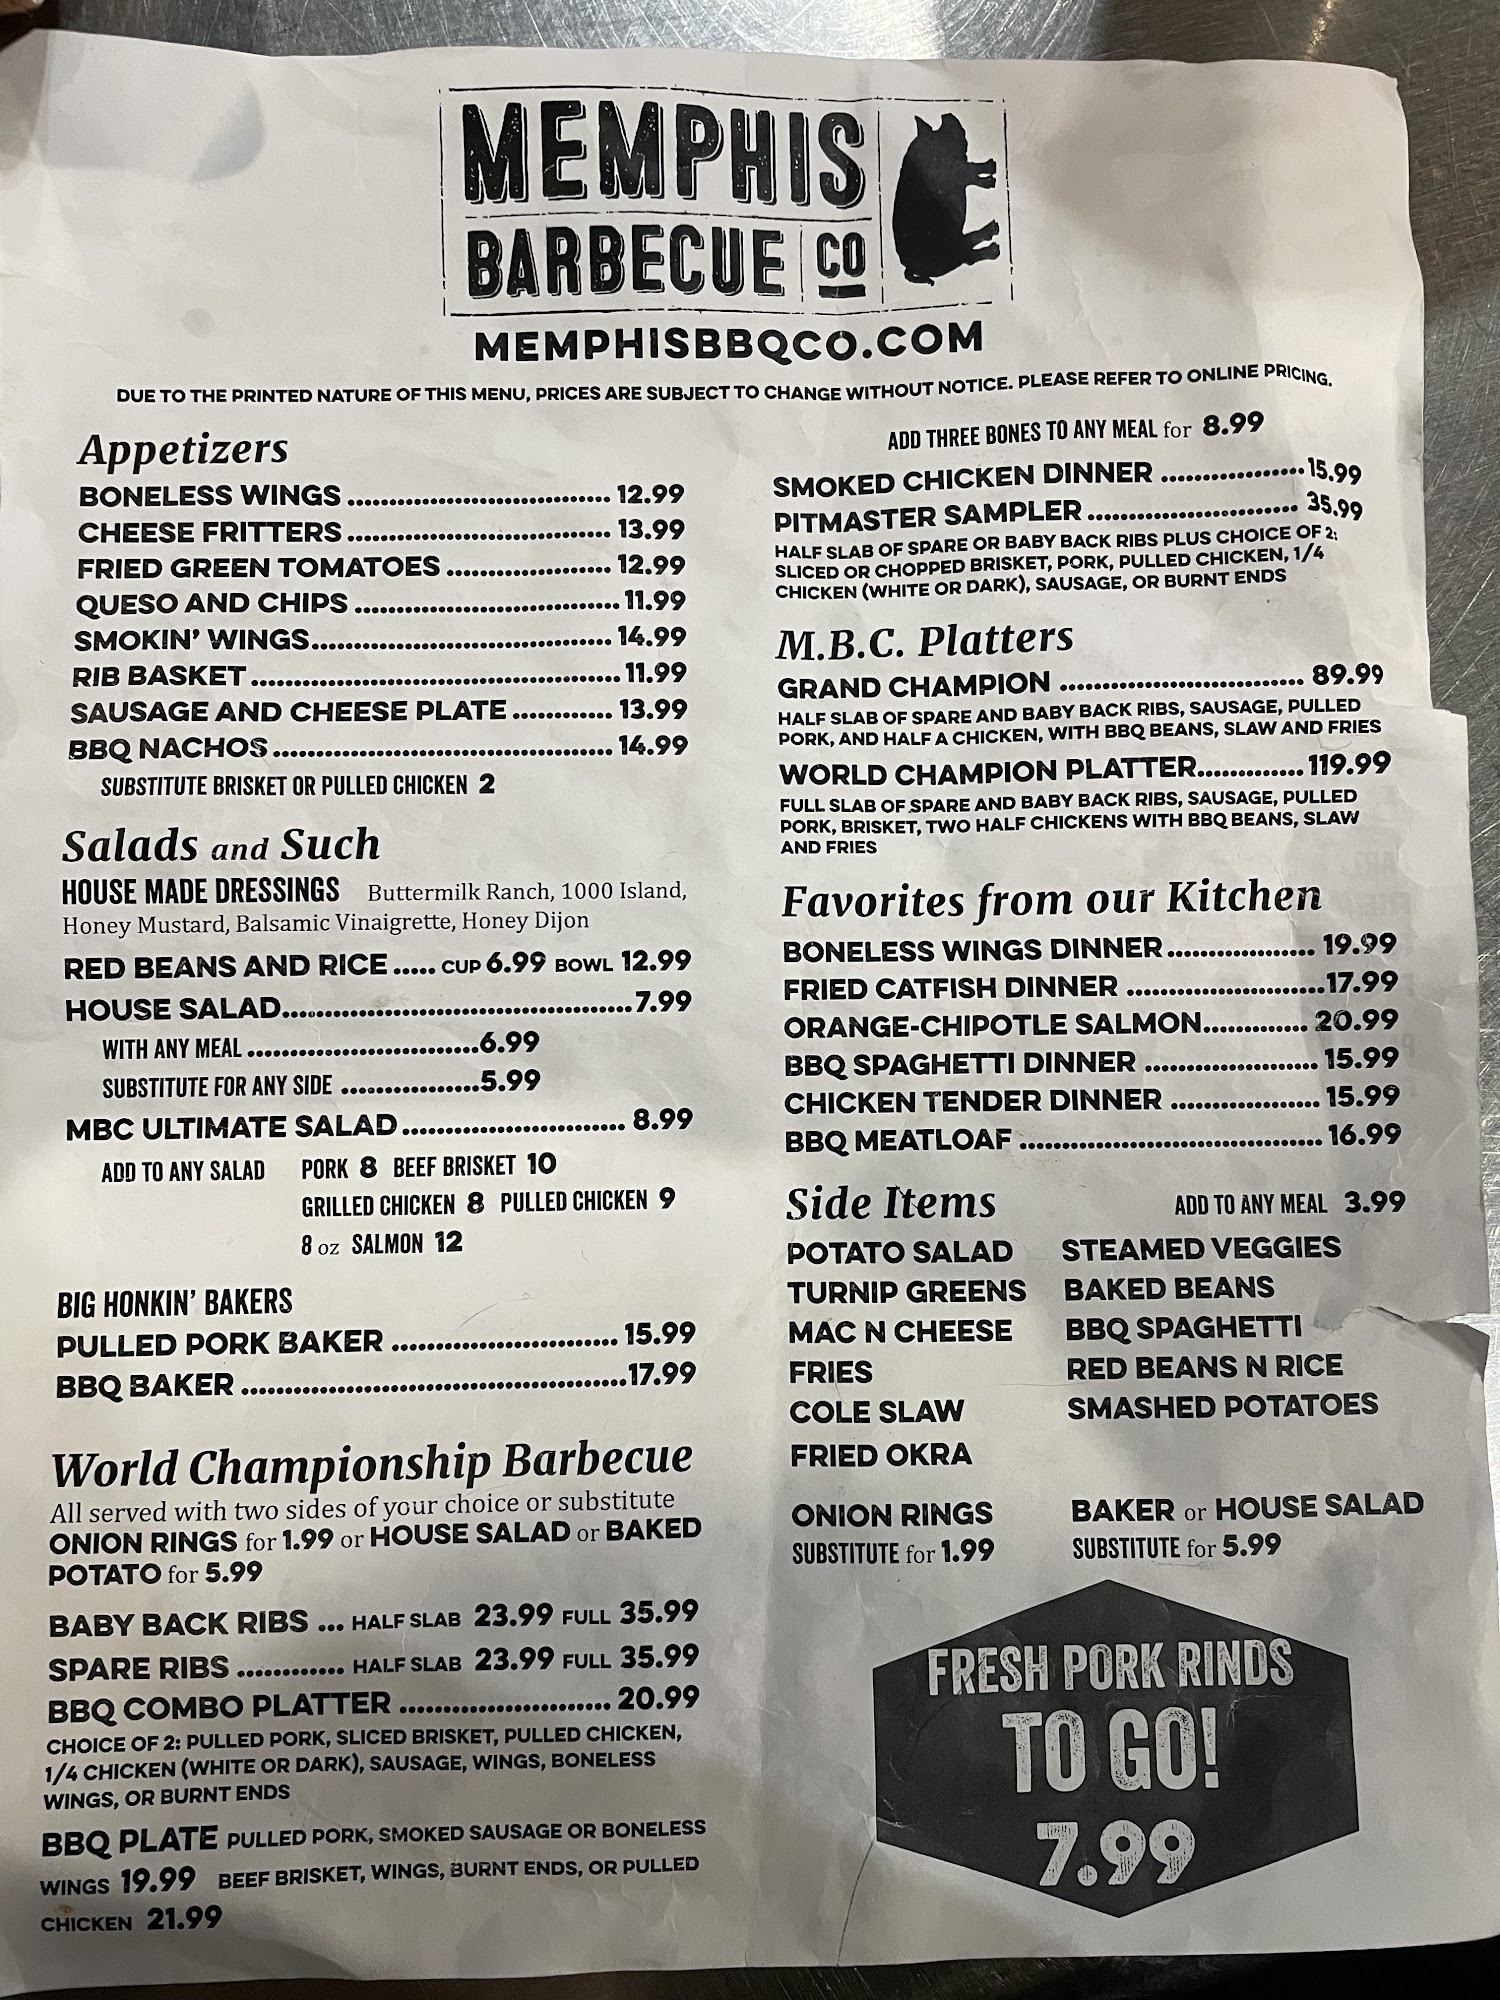 MEMPHIS
BARBECUE CO
MEMPHISBBQCO.COM
DUE TO THE PRINTED NATURE OF THIS MENU, PRICES ARE SUBJECT TO CHANGE WITHOUT NOTICE. PLEASE REFER TO ONLINE PRICING.
Appetizers
BONELESS WINGS 12.99
CHEESE FRITTERS 13.99
FRIED GREEN TOMATOES 12.99
QUESO AND CHIPS 11.99
SMOKIN' WINGS 14.99
RIB BASKET 11.99
SAUSAGE AND CHEESE PLATE 13.99
BBQ NACHOS 14.99
SUBSTITUTE BRISKET OR PULLED CHICKEN 2
Salads and Such
HOUSE MADE DRESSINGS Buttermilk Ranch, 1000 Island,
Honey Mustard, Balsamic Vinaigrette, Honey Dijon
RED BEANS AND RICE ..... CUP 6.99 BOWL 12.99
HOUSE SALAD 7.99
WITH ANY MEAL 6.99
SUBSTITUTE FOR ANY SIDE 5.99
MBC ULTIMATE SALAD 8.99
ADD TO ANY SALAD PORK 8 BEEF BRISKET 10
GRILLED CHICKEN 8 PULLED CHICKEN 9
8 oz SALMON 12
BIG HONKIN' BAKERS
PULLED PORK BAKER 15.99
BBQ BAKER 17.99
World Championship Barbecue
All served with two sides of your choice or substitute
ONION RINGS for 1.99 or HOUSE SALAD or BAKED
POTATO for 5.99
BABY BACK RIBS ... HALF SLAB 23.99 FULL 35.99
SPARE RIBS HALF SLAB 23.99 FULL 35.99
BBQ COMBO PLATTER 20.99
CHOICE OF 2: PULLED PORK, SLICED BRISKET, PULLED CHICKEN,
1/4 CHICKEN (WHITE OR DARK), SAUSAGE, WINGS, BONELESS
WINGS, OR BURNT ENDS
BBQ PLATE PULLED PORK, SMOKED SAUSAGE OR BONELESS
WINGS 19.99 BEEF BRISKET, WINGS, BURNT ENDS, OR PULLED
CHICKEN 21.99
ADD THREE BONES TO ANY MEAL for 8.99
SMOKED CHICKEN DINNER 15.99
PITMASTER SAMPLER 35.99
HALF SLAB OF SPARE OR BABY BACK RIBS PLUS CHOICE OF 2:
SLICED OR CHOPPED BRISKET, PORK, PULLED CHICKEN, 1/4
CHICKEN (WHITE OR DARK), SAUSAGE, OR BURNT ENDS
M.B.C. Platters
GRAND CHAMPION 89.99
HALF SLAB OF SPARE AND BABY BACK RIBS, SAUSAGE, PULLED
PORK, AND HALF A CHICKEN, WITH BBQ BEANS, SLAW AND FRIES
WORLD CHAMPION PLATTER 119.99
FULL SLAB OF SPARE AND BABY BACK RIBS, SAUSAGE, PULLED
PORK, BRISKET, TWO HALF CHICKENS WITH BBQ BEANS, SLAW
AND FRIES
Favorites from our Kitchen
BONELESS WINGS DINNER 19.99
FRIED CATFISH DINNER 17.99
ORANGE-CHIPOTLE SALMON 20.99
BBQ SPAGHETTI DINNER 15.99
CHICKEN TENDER DINNER 15.99
BBQ MEATLOAF 16.99
Side Items ADD TO ANY MEAL 3.99
POTATO SALAD STEAMED VEGGIES
TURNIP GREENS BAKED BEANS
MAC N CHEESE BBQ SPAGHETTI
FRIES RED BEANS N RICE
COLE SLAW SMASHED POTATOES
FRIED OKRA
ONION RINGS BAKER or HOUSE SALAD
SUBSTITUTE for 1.99 SUBSTITUTE for 5.99
FRESH PORK RINDS
TO GO!
7.99